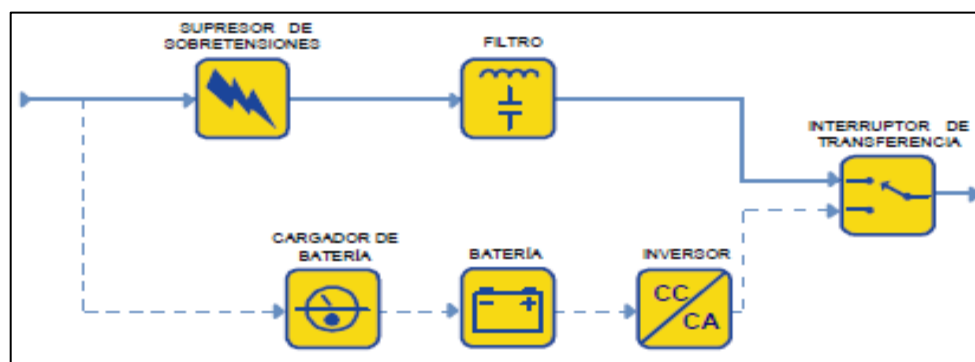 SUPRESOR DE
SOBRETENSIONES
FILTRO
INTERRUPTOR DE
TRANSFERENCIA
CARGADOR DE
BATERÍA
BATERÍA
INVERSOR
CC
CA